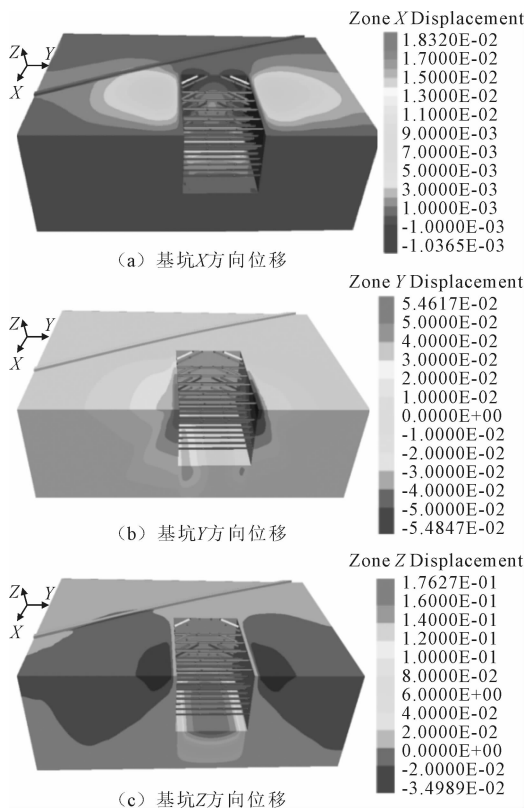 Zone X Displacement
Z
Y
X
1.8320E-02
1.7000E-02
1.5000E-02
1.3000E-02
1.1000E-02
9.0000E-03
7.0000E-03
5.0000E-03
3.0000E-03
1.0000E-03
-1.0000E-03
-1.0365E-03
（a）基坑X方向位移
Zone Y Displacement
Z
Y
X
5.4617E-02
5.0000E-02
4.0000E-02
3.0000E-02
2.0000E-02
1.0000E-02
0.0000E+00
-1.0000E-02
-2.0000E-02
-3.0000E-02
-4.0000E-02
-5.0000E-02
-5.4847E-02
（b）基坑Y方向位移
Zone Z Displacement
Z
Y
X
1.7627E-01
1.6000E-01
1.4000E-01
1.2000E-01
1.0000E-01
8.0000E-02
6.0000E+00
4.0000E-02
2.0000E-02
0.0000E+00
-2.0000E-02
-3.4989E-02
（c）基坑Z方向位移